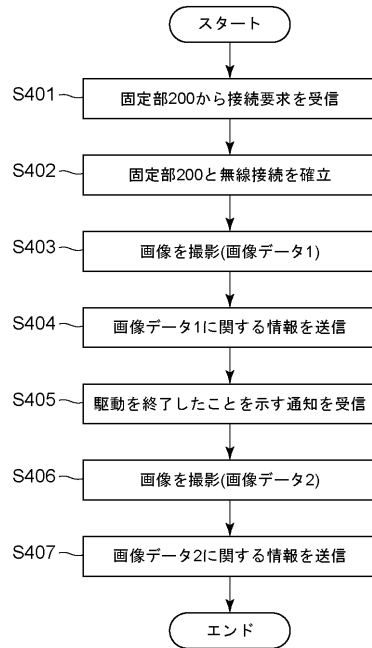 スタート
S401
固定部200から接続要求を受信
S402
固定部200と無線接続を確立
S403
画像を撮影(画像データ1)
S404
画像データ1に関する情報を送信
S405
駆動を終了したことを示す通知を受信
S406
画像を撮影(画像データ2)
S407
画像データ2に関する情報を送信
エンド